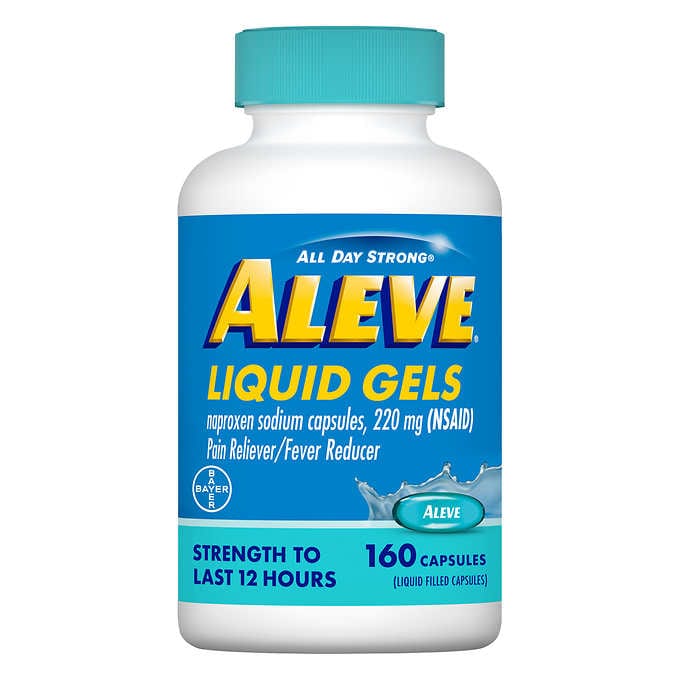 ALL DAY STRONG®
ALEVE®
LIQUID GELS
naproxen sodium capsules, 220 mg (NSAID)
Pain Reliever/Fever Reducer
BAYER
BAYER
ALEVE
STRENGTH TO
LAST 12 HOURS
160 CAPSULES
(LIQUID FILLED CAPSULES)